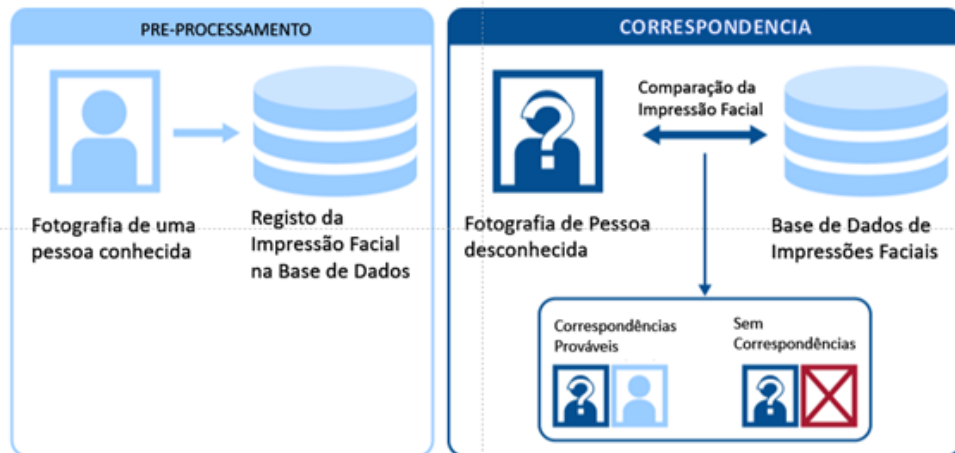 PRE-PROCESSAMENTO
Fotografia de uma
pessoa conhecida
Registo da
Impressão Facial
na Base de Dados
CORRESPONDENCIA
Comparação da
Impressão Facial
Fotografia de Pessoa
desconhecida
Base de Dados de
Impressões Faciais
Correspondências
Prováveis
Sem
Correspondências